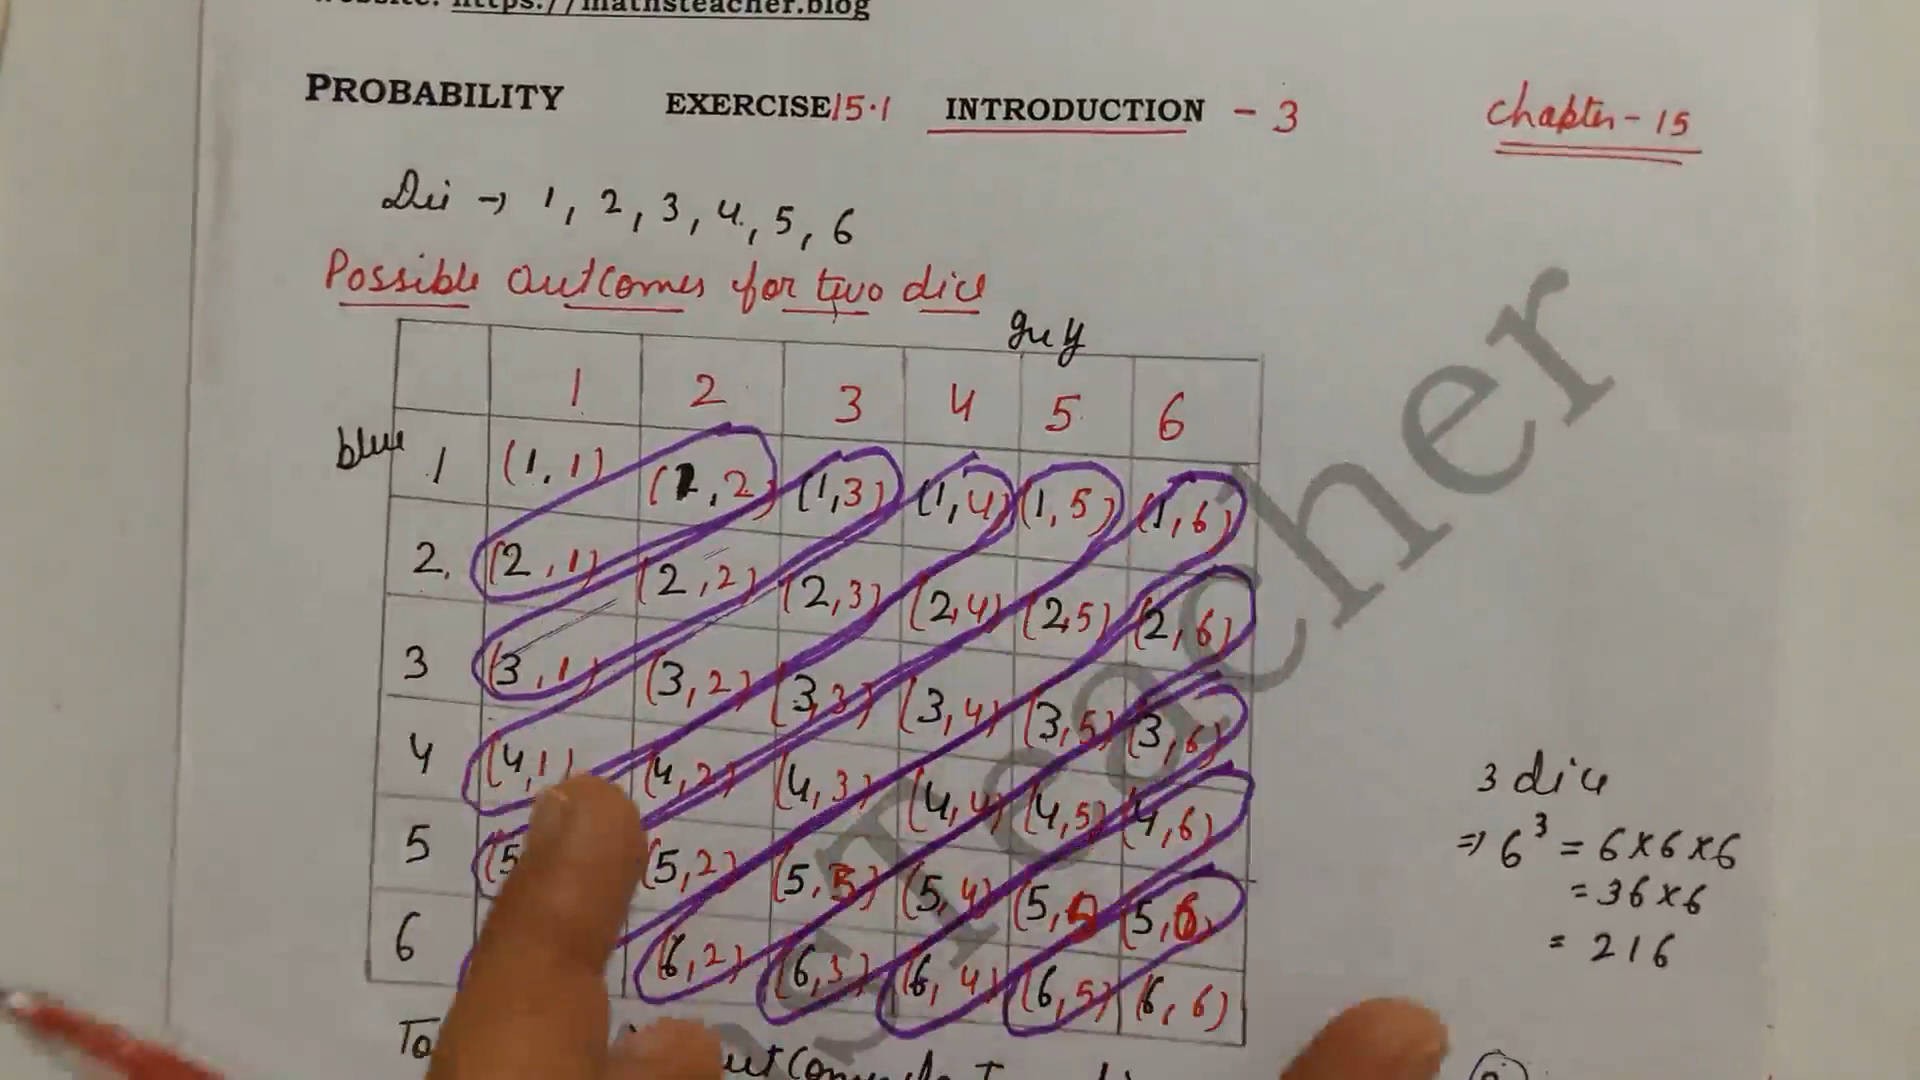 website: https://mathsteacher.blog
PROBABILITY EXERCISE 15.1 INTRODUCTION - 3 Chapter - 15
Die → 1, 2, 3, 4, 5, 6
Possible outcomes for two dice
grey
1 2 3 4 5 6
blue 1 (1, 1) (1, 2) (1,3) (1,4) (1,5) (1,6)
2. (2, 1) (2,2) (2,3) (2,4) (2,5) (2,6)
3 (3, 1) (3,2) (3,3) (3,4) (3,5) (3,6)
4 (4,1) (4,2) (4,3) (4,4) (4,5) (4,6)
5 (5 (5,2) (5,3) (5,4) (5,5) (5,6)
6 (6,2) (6,3) (6,4) (6,5) (6,6)
3 dice
⇒ 6³ = 6×6×6
= 36×6
= 216
Teacher